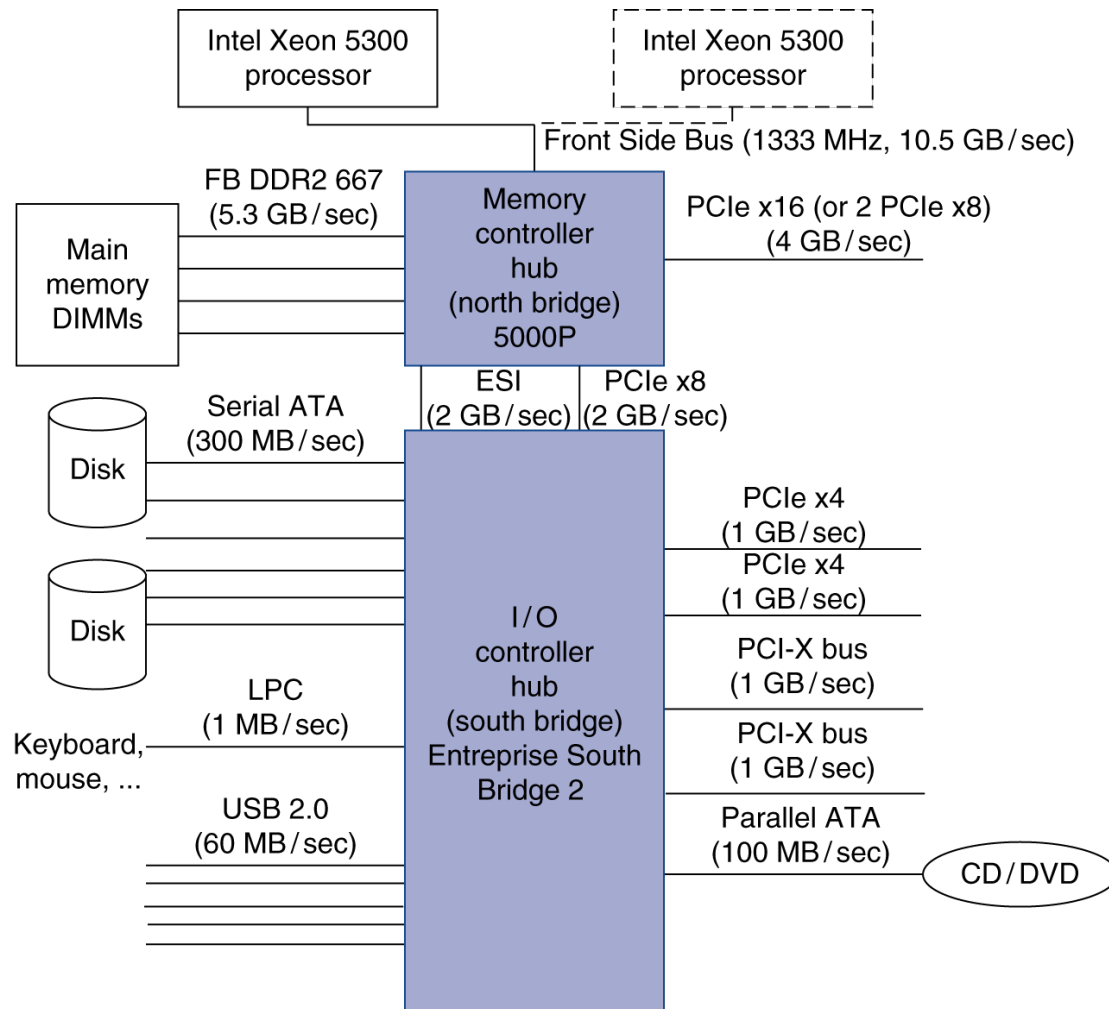 Intel Xeon 5300
processor
Intel Xeon 5300
processor
Front Side Bus (1333 MHz, 10.5 GB/sec)
FB DDR2 667
(5.3 GB/sec)
Main
memory
DIMMs
Memory
controller
hub
(north bridge)
5000P
PCIe x16 (or 2 PCIe x8)
(4 GB/sec)
ESI
(2 GB/sec)
PCIe x8
(2 GB/sec)
Serial ATA
(300 MB/sec)
Disk
Disk
LPC
(1 MB/sec)
Keyboard,
mouse, ...
USB 2.0
(60 MB/sec)
I/O
controller
hub
(south bridge)
Entreprise South
Bridge 2
PCIe x4
(1 GB/sec)
PCIe x4
(1 GB/sec)
PCI-X bus
(1 GB/sec)
PCI-X bus
(1 GB/sec)
Parallel ATA
(100 MB/sec)
CD/DVD